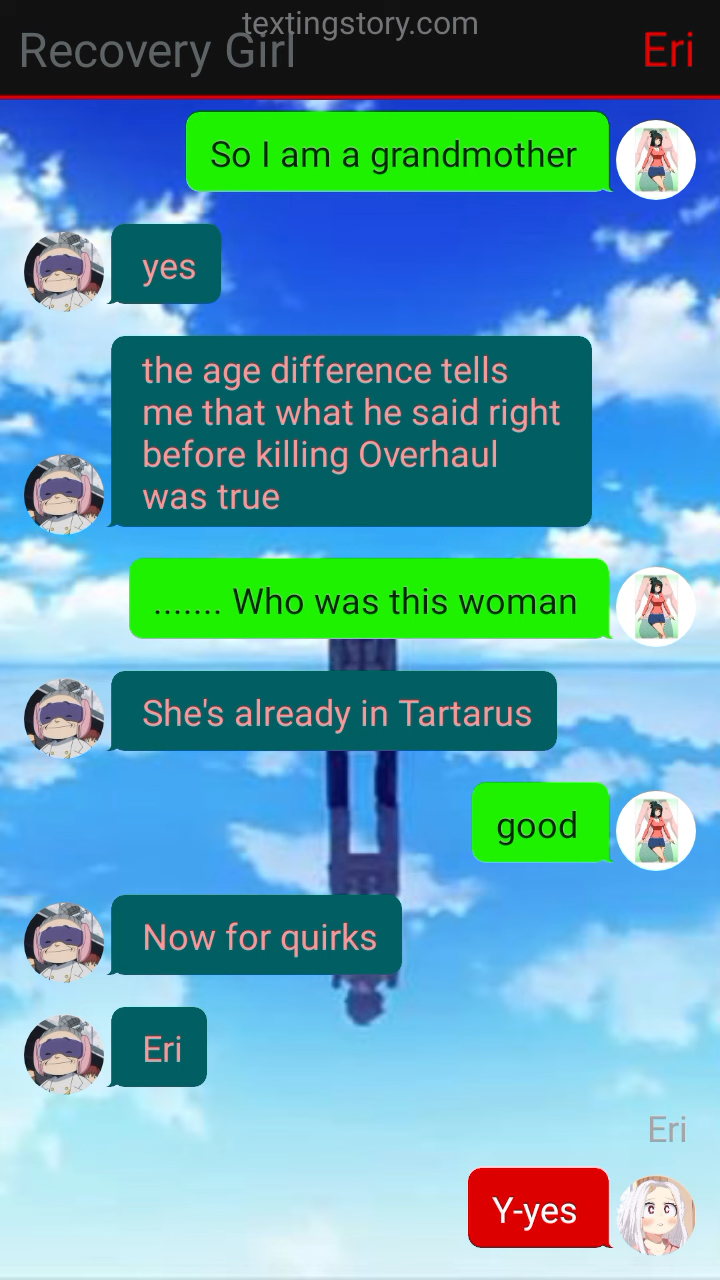 textingstory.com
Recovery Girl
Eri
So I am a grandmother
yes
the age difference tells
me that what he said right
before killing Overhaul
was true
....... Who was this woman
She's already in Tartarus
good
Now for quirks
Eri
Eri
Y-yes